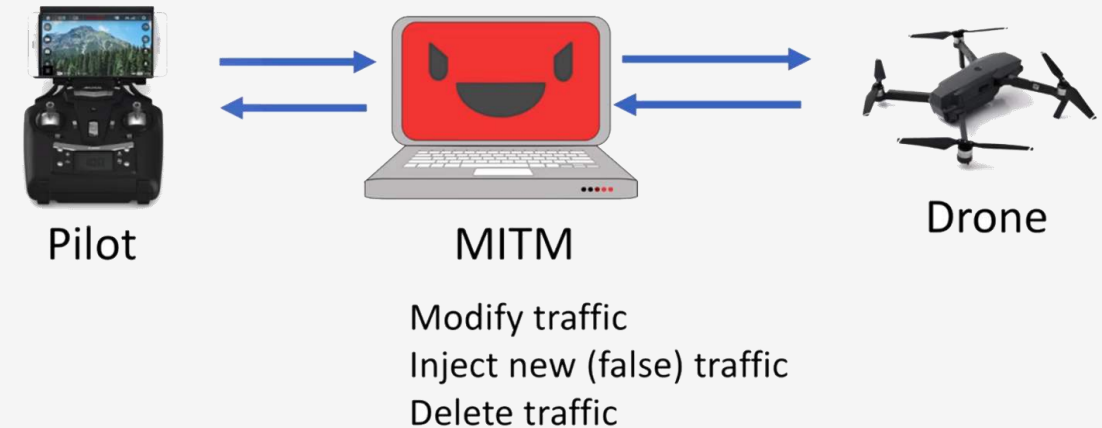 Pilot
MITM
Drone
Modify traffic
Inject new (false) traffic
Delete traffic